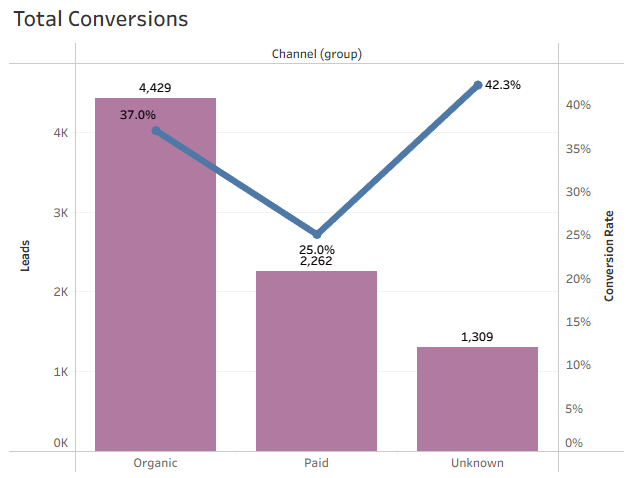 Total Conversions
Channel (group)
4,429
37.0%
42.3%
25.0%
2,262
1,309
Leads
4K
3K
2K
1K
0K
Conversion Rate
40%
35%
30%
25%
20%
15%
10%
5%
0%
Organic
Paid
Unknown